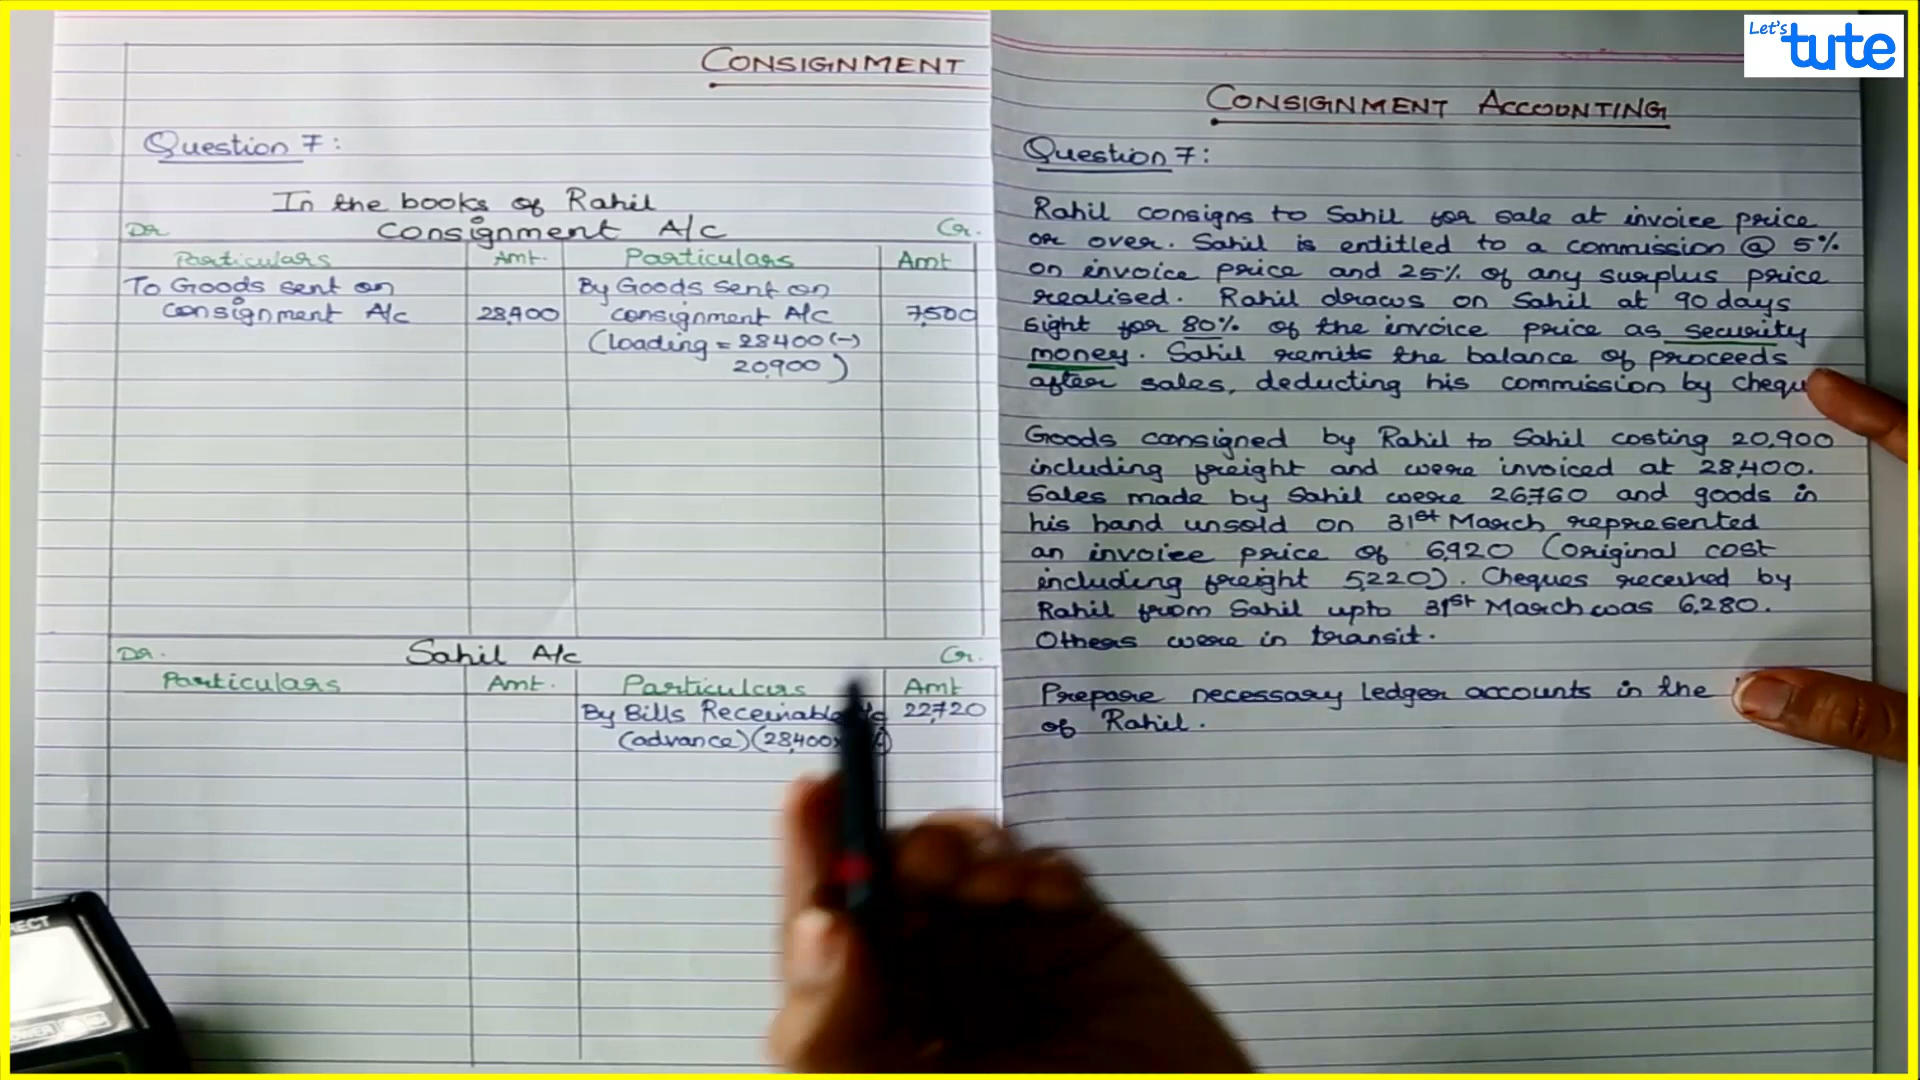 Let's tute
CONSIGNMENT
Question 7:
In the books of Rahil
Dr Consignment A/c Cr.
Particulars Amt. Particulars Amt
To Goods sent on By Goods sent on
Consignment A/c 28,400 consignment A/c 7,500
(loading = 28400 (-)
20,900 )
Dr. Sahil A/c Cr.
Particulars Amt. Particulars Amt
By Bills Receivable 22,720
(advance) (28,400
CONSIGNMENT ACCOUNTING
Question 7:
Rahil consigns to Sahil for sale at invoice price
or over. Sahil is entitled to a commission @ 5%
on invoice price and 25% of any surplus price
realised. Rahil draws on Sahil at 90 days
sight for 80% of the invoice price as security
money. Sahil remits the balance of proceeds
after sales, deducting his commission by chequ
Goods consigned by Rahil to Sahil costing 20,900
including freight and were invoiced at 28,400.
Sales made by Sahil were 26,760 and goods in
his hand unsold on 31st March represented
an invoice price of 6,920 (original cost
including freight 5,220). Cheques received by
Rahil from Sahil upto 31st March was 6,280.
Others were in transit.
Prepare necessary ledger accounts in the
of Rahil.
ECT